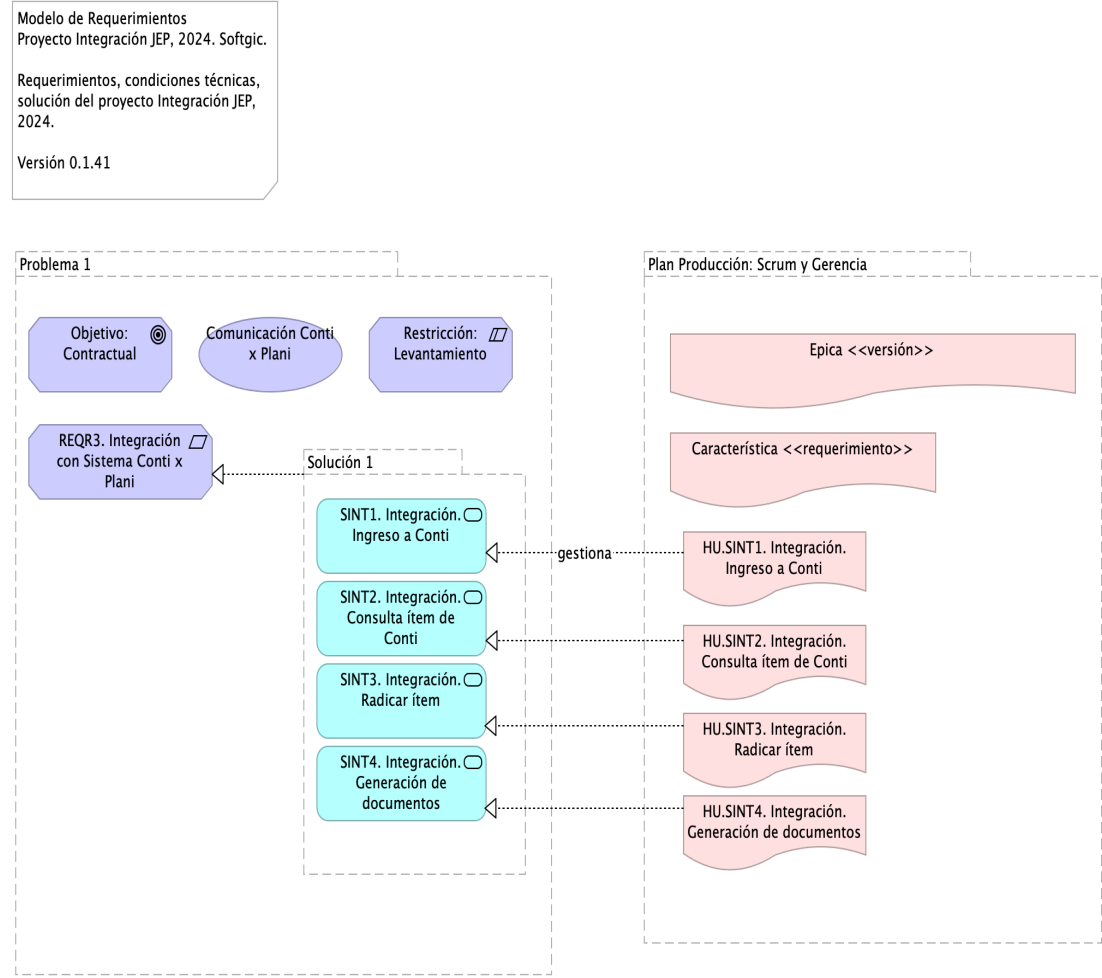 Modelo de Requerimientos
Proyecto Integración JEP, 2024. Softgic.
Requerimientos, condiciones técnicas,
solución del proyecto Integración JEP,
2024.
Versión 0.1.41
Problema 1
Objetivo:
Contractual
Comunicación Conti
x Plani
Restricción:
Levantamiento
REQR3. Integración
con Sistema Conti x
Plani
Solución 1
SINT1. Integración.
Ingreso a Conti
SINT2. Integración.
Consulta ítem de
Conti
SINT3. Integración.
Radicar ítem
SINT4. Integración.
Generación de
documentos
gestiona
Plan Producción: Scrum y Gerencia
Epica <<versión>>
Característica <<requerimiento>>
HU.SINT1. Integración.
Ingreso a Conti
HU.SINT2. Integración.
Consulta ítem de Conti
HU.SINT3. Integración.
Radicar ítem
HU.SINT4. Integración.
Generación de documentos